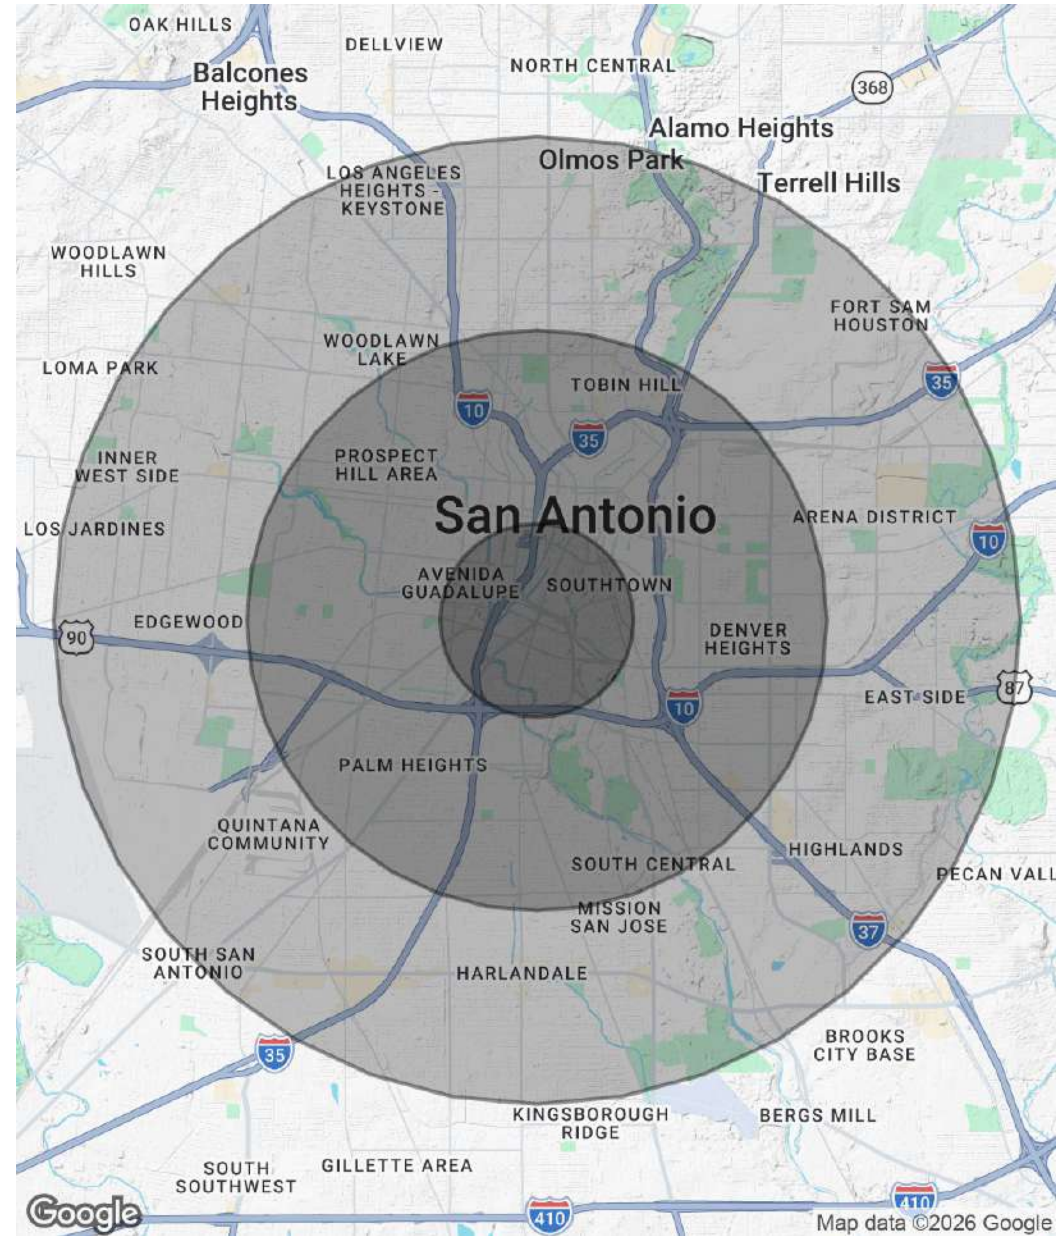 OAK HILLS
DELLVIEW
NORTH CENTRAL
Balcones
Heights
368
Alamo Heights
Olmos Park
Terrell Hills
LOS ANGELES
HEIGHTS -
KEYSTONE
WOODLAWN
HILLS
FORT SAM
HOUSTON
WOODLAWN
LAKE
LOMA PARK
TOBIN HILL
35
10
35
PROSPECT
HILL AREA
INNER
WEST SIDE
San Antonio
ARENA DISTRICT
LOS JARDINES
10
AVENIDA
GUADALUPE
SOUTHTOWN
EDGEWOOD
90
DENVER
HEIGHTS
EAST SIDE
87
10
PALM HEIGHTS
QUINTANA
COMMUNITY
HIGHLANDS
SOUTH CENTRAL
PECAN VALL
MISSION
SAN JOSE
37
SOUTH SAN
ANTONIO
HARLANDALE
35
BROOKS
CITY BASE
KINGSBOROUGH
RIDGE
BERGS MILL
SOUTH
SOUTHWEST
GILLETTE AREA
410
410
Google
Map data ©2026 Google